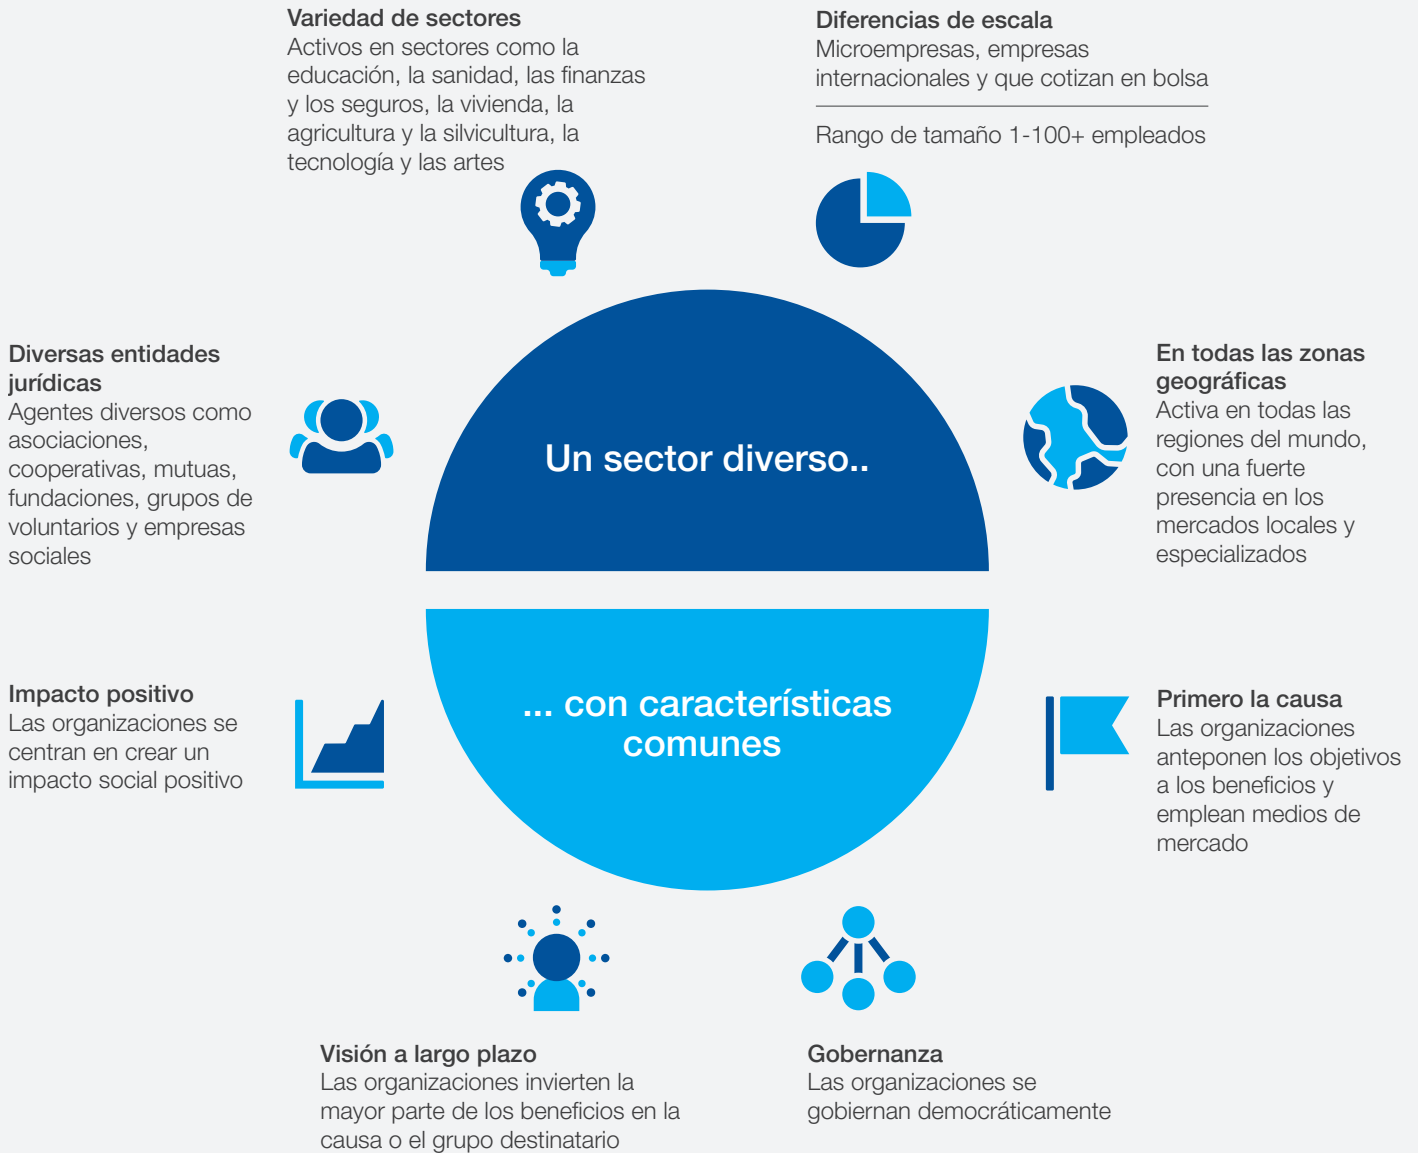 Variedad de sectores
Activos en sectores como la
educación, la sanidad, las finanzas
y los seguros, la vivienda, la
agricultura y la silvicultura, la
tecnología y las artes
Diferencias de escala
Microempresas, empresas
internacionales y que cotizan en bolsa
Rango de tamaño 1-100+ empleados
Diversas entidades
jurídicas
Agentes diversos como
asociaciones,
cooperativas, mutuas,
fundaciones, grupos de
voluntarios y empresas
sociales
Un sector diverso..
En todas las zonas
geográficas
Activa en todas las
regiones del mundo,
con una fuerte
presencia en los
mercados locales y
especializados
Impacto positivo
Las organizaciones se
centran en crear un
impacto social positivo
... con características
comunes
Primero la causa
Las organizaciones
anteponen los objetivos
a los beneficios y
emplean medios de
mercado
Visión a largo plazo
Las organizaciones invierten la
mayor parte de los beneficios en la
causa o el grupo destinatario
Gobernanza
Las organizaciones se
gobiernan democráticamente